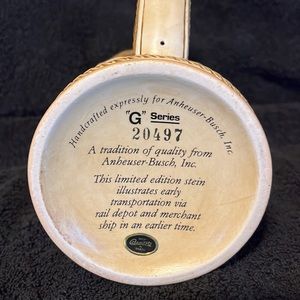 Handcrafted expressly for Anheuser-Busch, Inc.
"G" Series
20497
A tradition of quality from
Anheuser-Busch, Inc.
This limited edition stein
illustrates early
transportation via
rail depot and merchant
ship in an earlier time.
Ceramarte